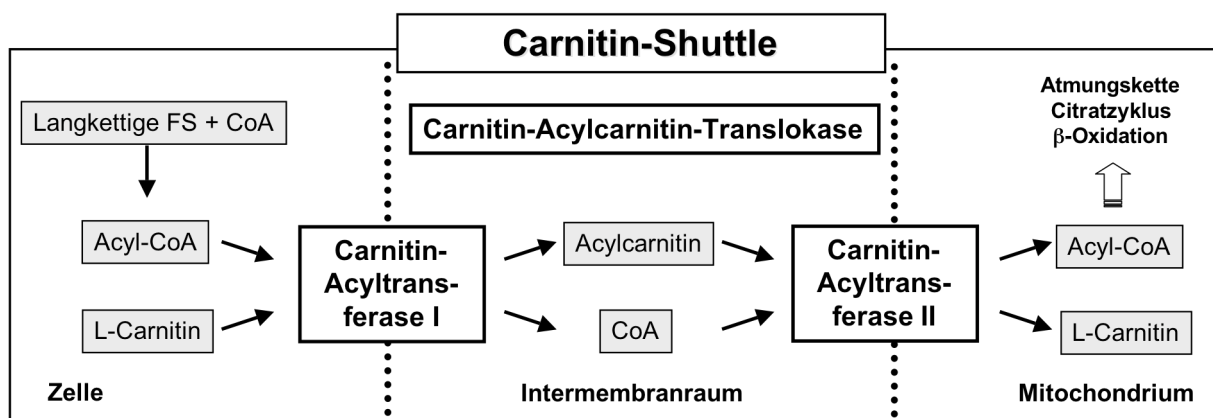 Carnitin-Shuttle
Langkettige FS + CoA
Carnitin-Acylcarnitin-Translokase
Atmungskette
Citratzyklus
β-Oxidation
Acyl-CoA
L-Carnitin
Carnitin-
Acyltrans-
ferase I
Acylcarnitin
CoA
Carnitin-
Acyltrans-
ferase II
Acyl-CoA
L-Carnitin
Zelle
Intermembranraum
Mitochondrium